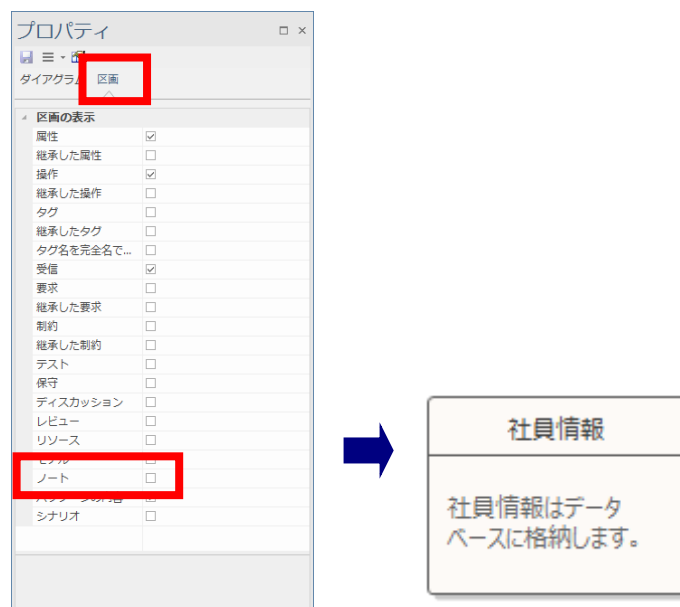 プロパティ
ダイアグラム 区画
区画の表示
属性
継承した属性
操作
継承した操作
タグ
継承したタグ
タグ名を完全名で...
受信
要求
継承した要求
制約
継承した制約
テスト
保守
ディスカッション
レビュー
リソース
ノート
シナリオ
社員情報
社員情報はデータ
ベースに格納します。